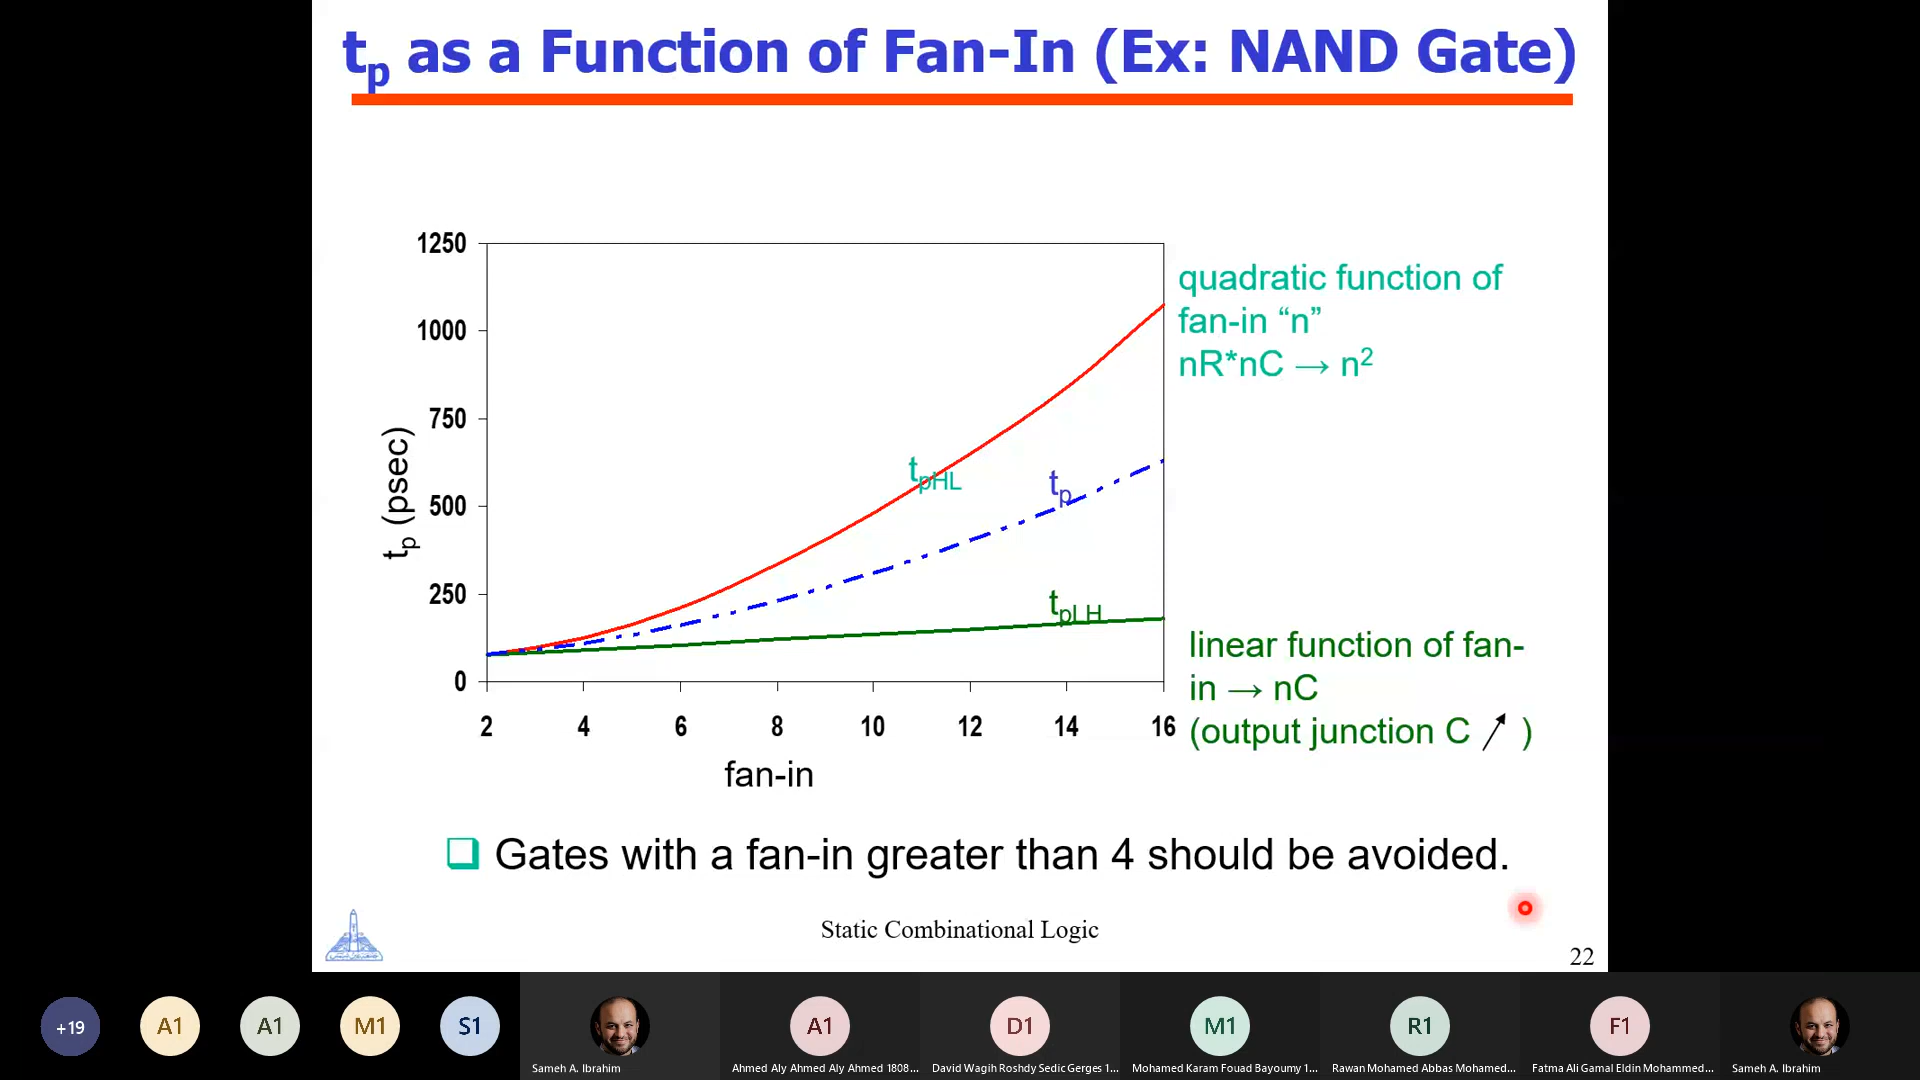 tp as a Function of Fan-In (Ex: NAND Gate)
1250
1000
750
500
250
0
tp (psec)
2 4 6 8 10 12 14 16
fan-in
tpHL
tp
tpLH
quadratic function of
fan-in “n”
nR*nC → n2
linear function of fan-
in → nC
(output junction C ↗ )
❑ Gates with a fan-in greater than 4 should be avoided.
Static Combinational Logic
22
+19
A1
A1
M1
S1
A1
D1
M1
R1
F1
Sameh A. Ibrahim
Ahmed Aly Ahmed Aly Ahmed 1808...
David Wagih Roshdy Sedic Gerges 1...
Mohamed Karam Fouad Bayoumy 1...
Rawan Mohamed Abbas Mohamed...
Fatma Ali Gamal Eldin Mohammed...
Sameh A. Ibrahim